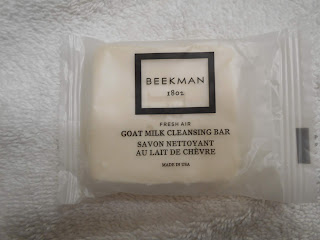 BEEKMAN
1802
FRESH AIR
GOAT MILK CLEANSING BAR
SAVON NETTOYANT
AU LAIT DE CHÈVRE
MADE IN USA